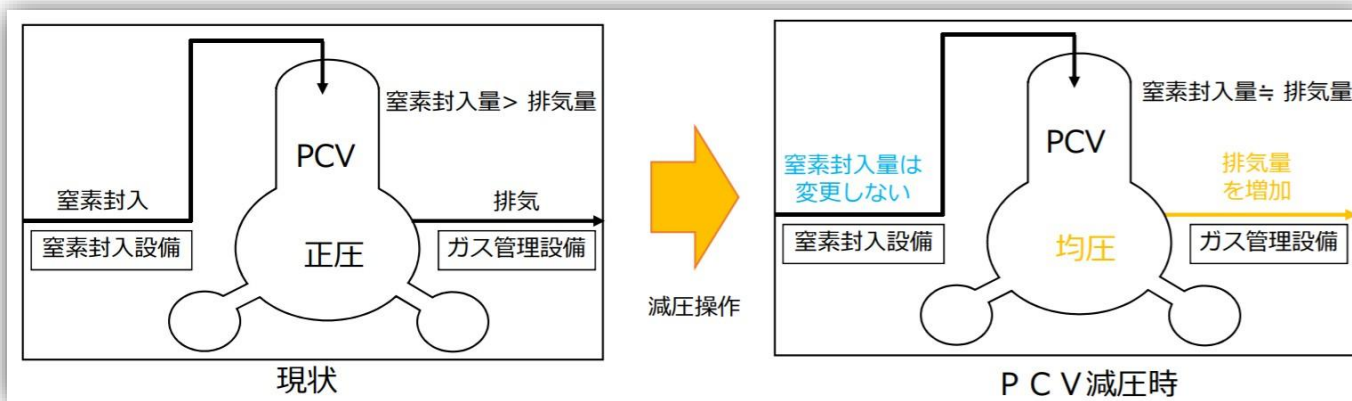 窒素封入量> 排気量
PCV
窒素封入
排気
窒素封入設備
正圧
ガス管理設備
現状
減圧操作
窒素封入量≒ 排気量
PCV
窒素封入量は
変更しない
排気量
を増加
窒素封入設備
均圧
ガス管理設備
ＰＣＶ減圧時